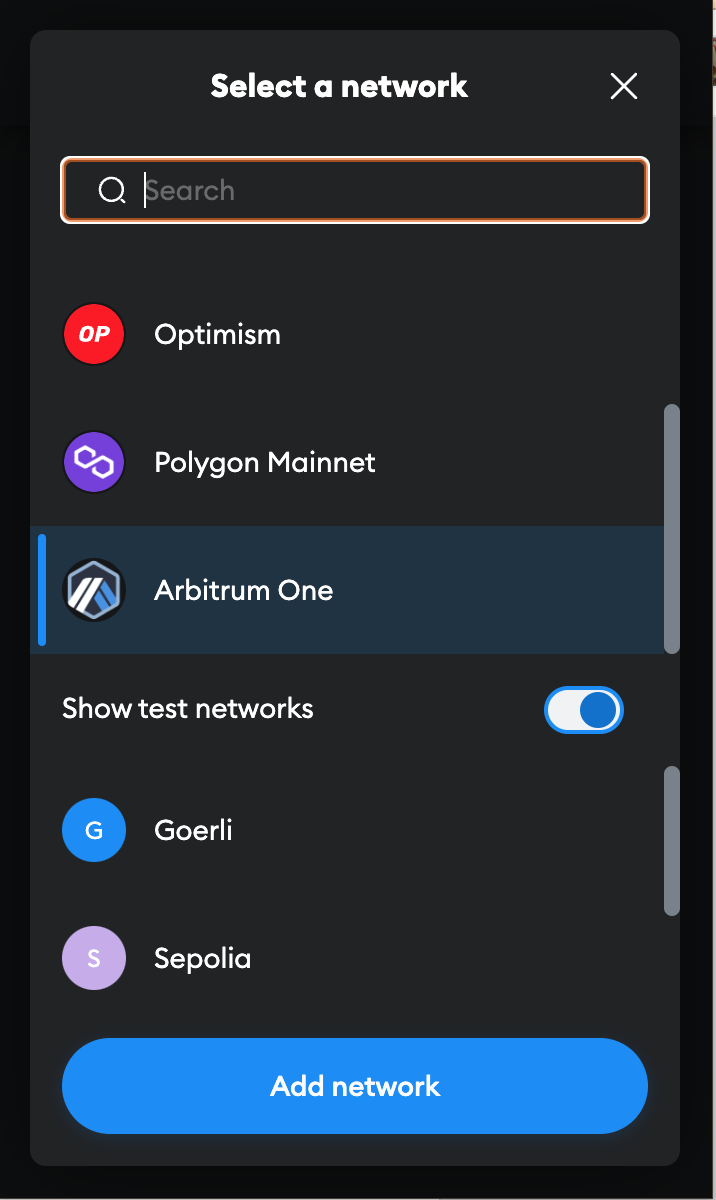 Select a network
Search
OP
Optimism
Polygon Mainnet
Arbitrum One
Show test networks
G
Goerli
S
Sepolia
Add network